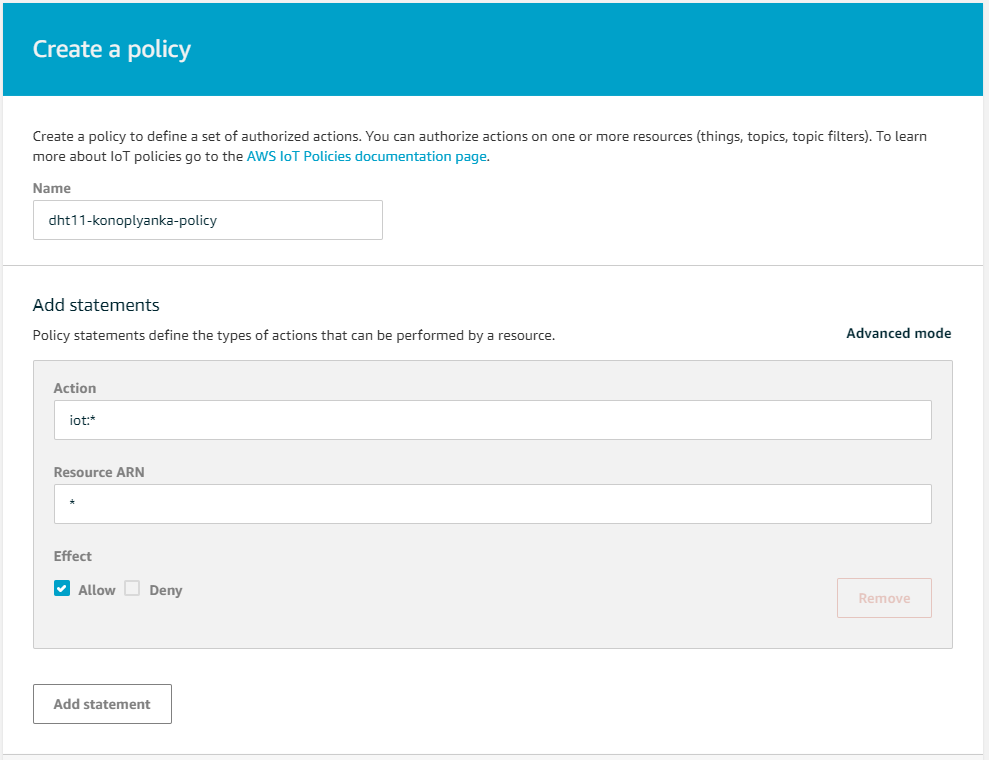 Create a policy
Create a policy to define a set of authorized actions. You can authorize actions on one or more resources (things, topics, topic filters). To learn
more about IoT policies go to the AWS IoT Policies documentation page.
Name
dht11-konoplyanka-policy
Add statements
Policy statements define the types of actions that can be performed by a resource.
Advanced mode
Action
iot:*
Resource ARN
*
Effect
Allow Deny
Remove
Add statement